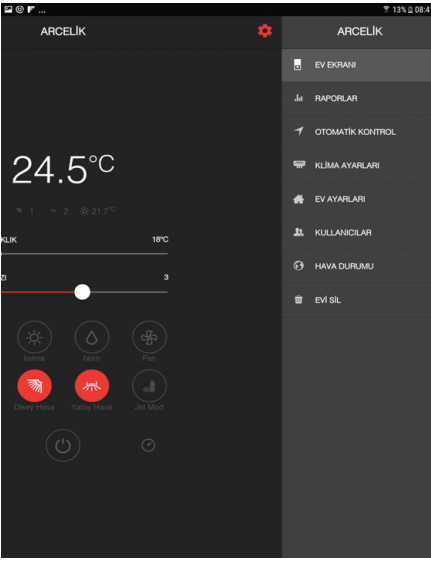 13% 08:4
ARCELİK
24.5°C
1 2 21.7°C
KLIK 18°C
ZI 3
Isıtma Nem Fan
Dikey Hava Yatay Hava Jet Mod
ARCELİK
EV EKRANI
RAPORLAR
OTOMATİK KONTROL
KLİMA AYARLARI
EV AYARLARI
KULLANICILAR
HAVA DURUMU
EVİ SİL